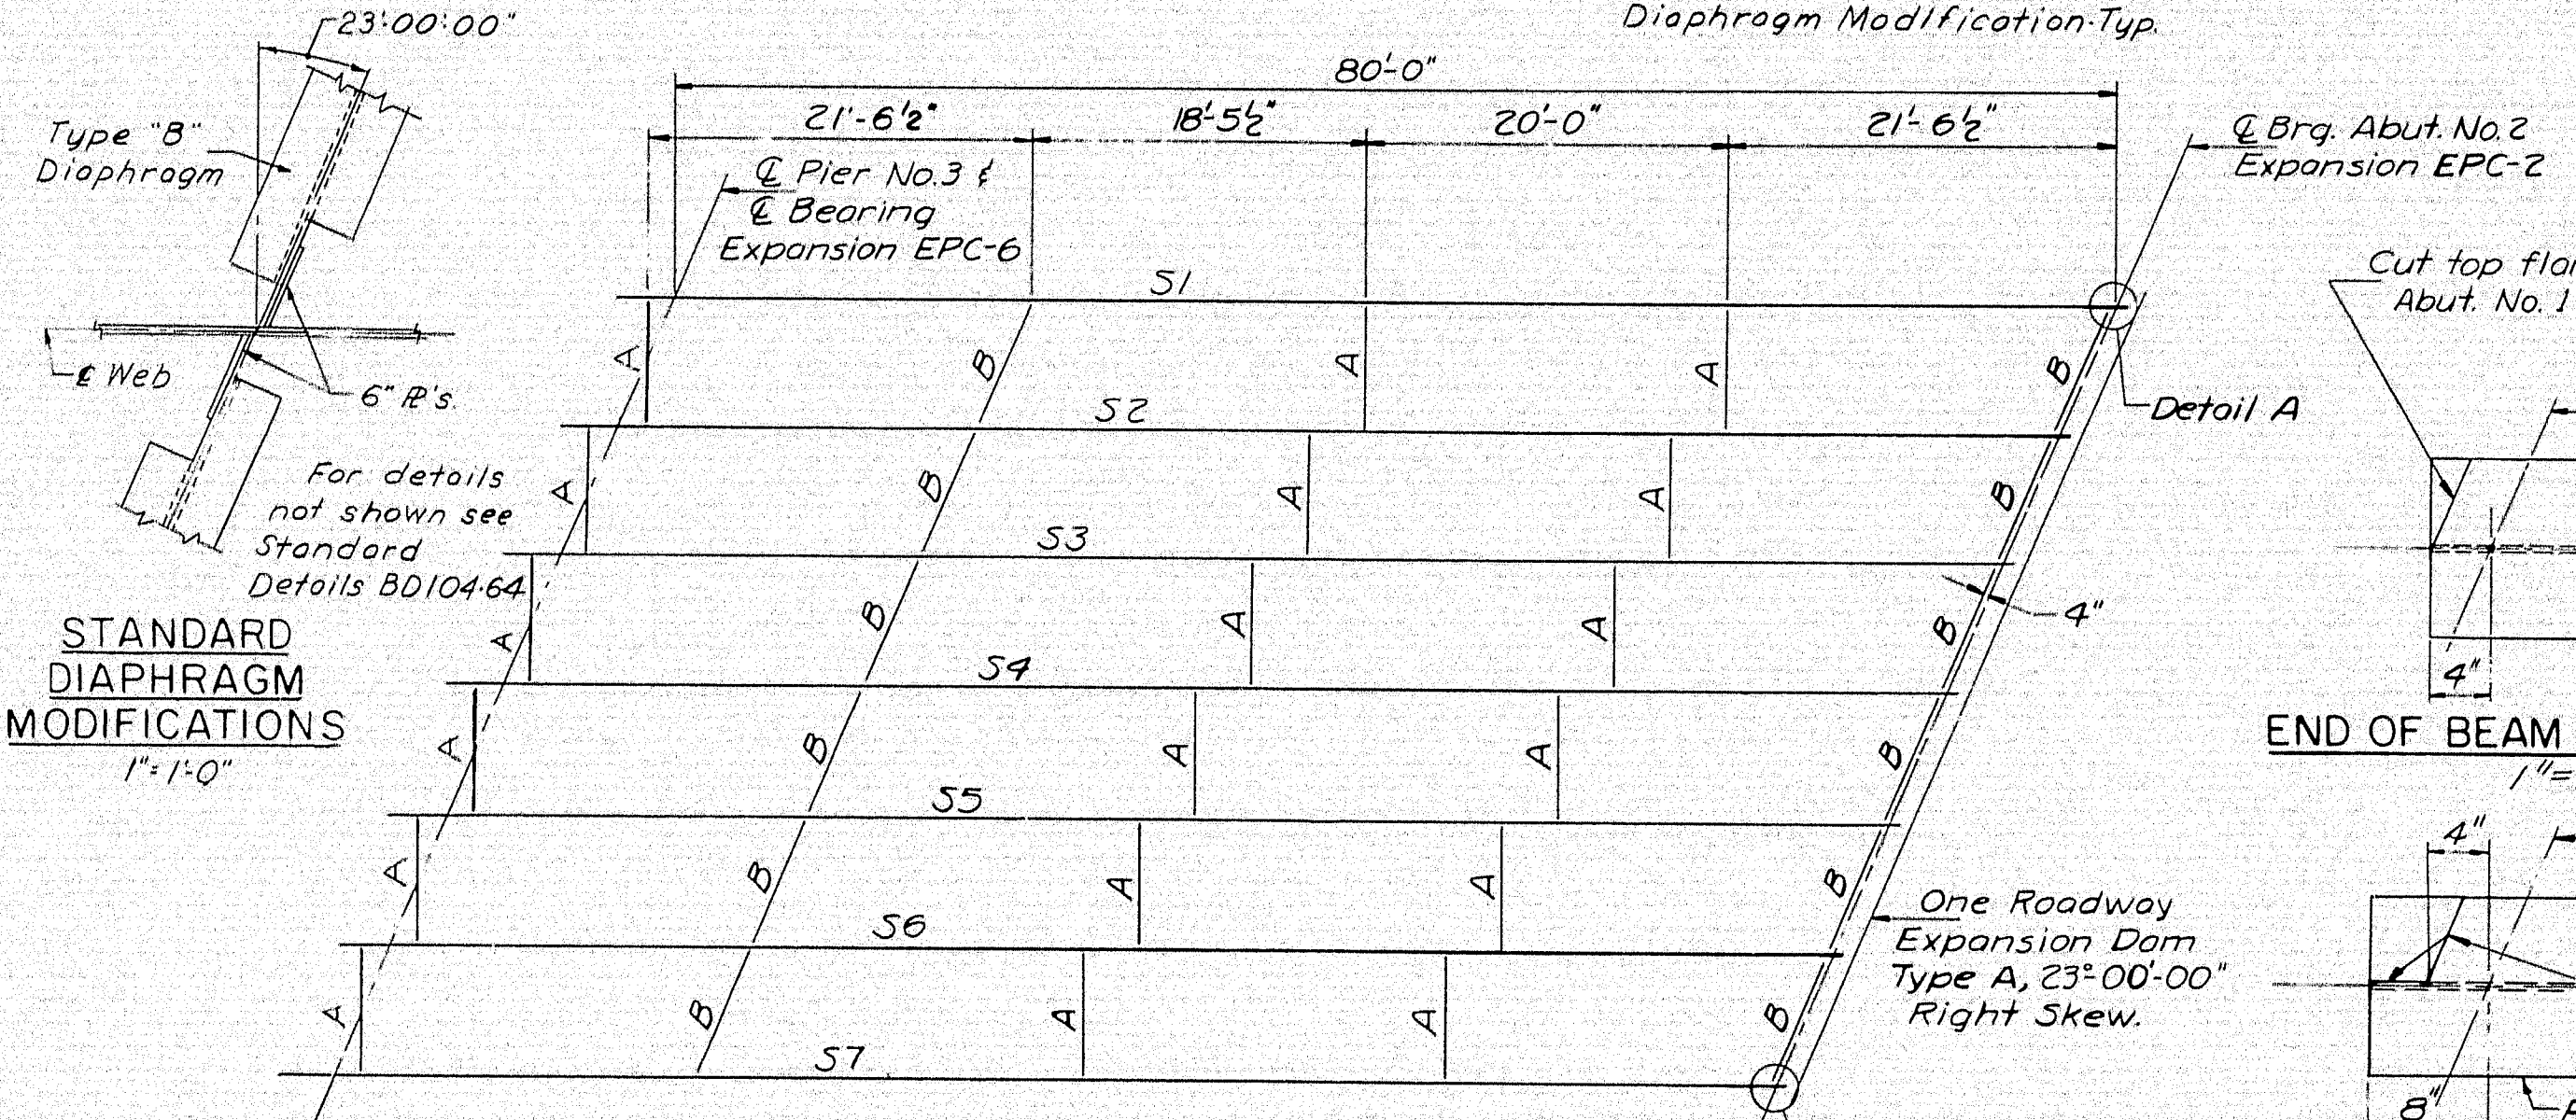 Diaphragm Modification-Typ.
23°:00':00"
Type "B"
Diaphragm
℄ Web
6" ⅊'s.
For details
not shown see
Standard
Details BD104.64
STANDARD
DIAPHRAGM
MODIFICATIONS
1"=1'-0"
80'-0"
21'-6½"
18'-5½"
20'-0"
21'-6½"
℄ Pier No.3 &
℄ Bearing
Expansion EPC-6
℄ Brg. Abut. No. 2
Expansion EPC-2
S1
A
B
A
A
B
Detail A
S2
A
B
A
A
B
S3
A
B
A
A
B
4"
S4
A
B
A
A
B
S5
A
B
A
A
B
S6
A
B
A
A
B
S7
One Roadway
Expansion Dam
Type A, 23°-00'-00"
Right Skew.
Cut top
Abut. No. 1
4"
END OF BEAM
1"=
4"
8"